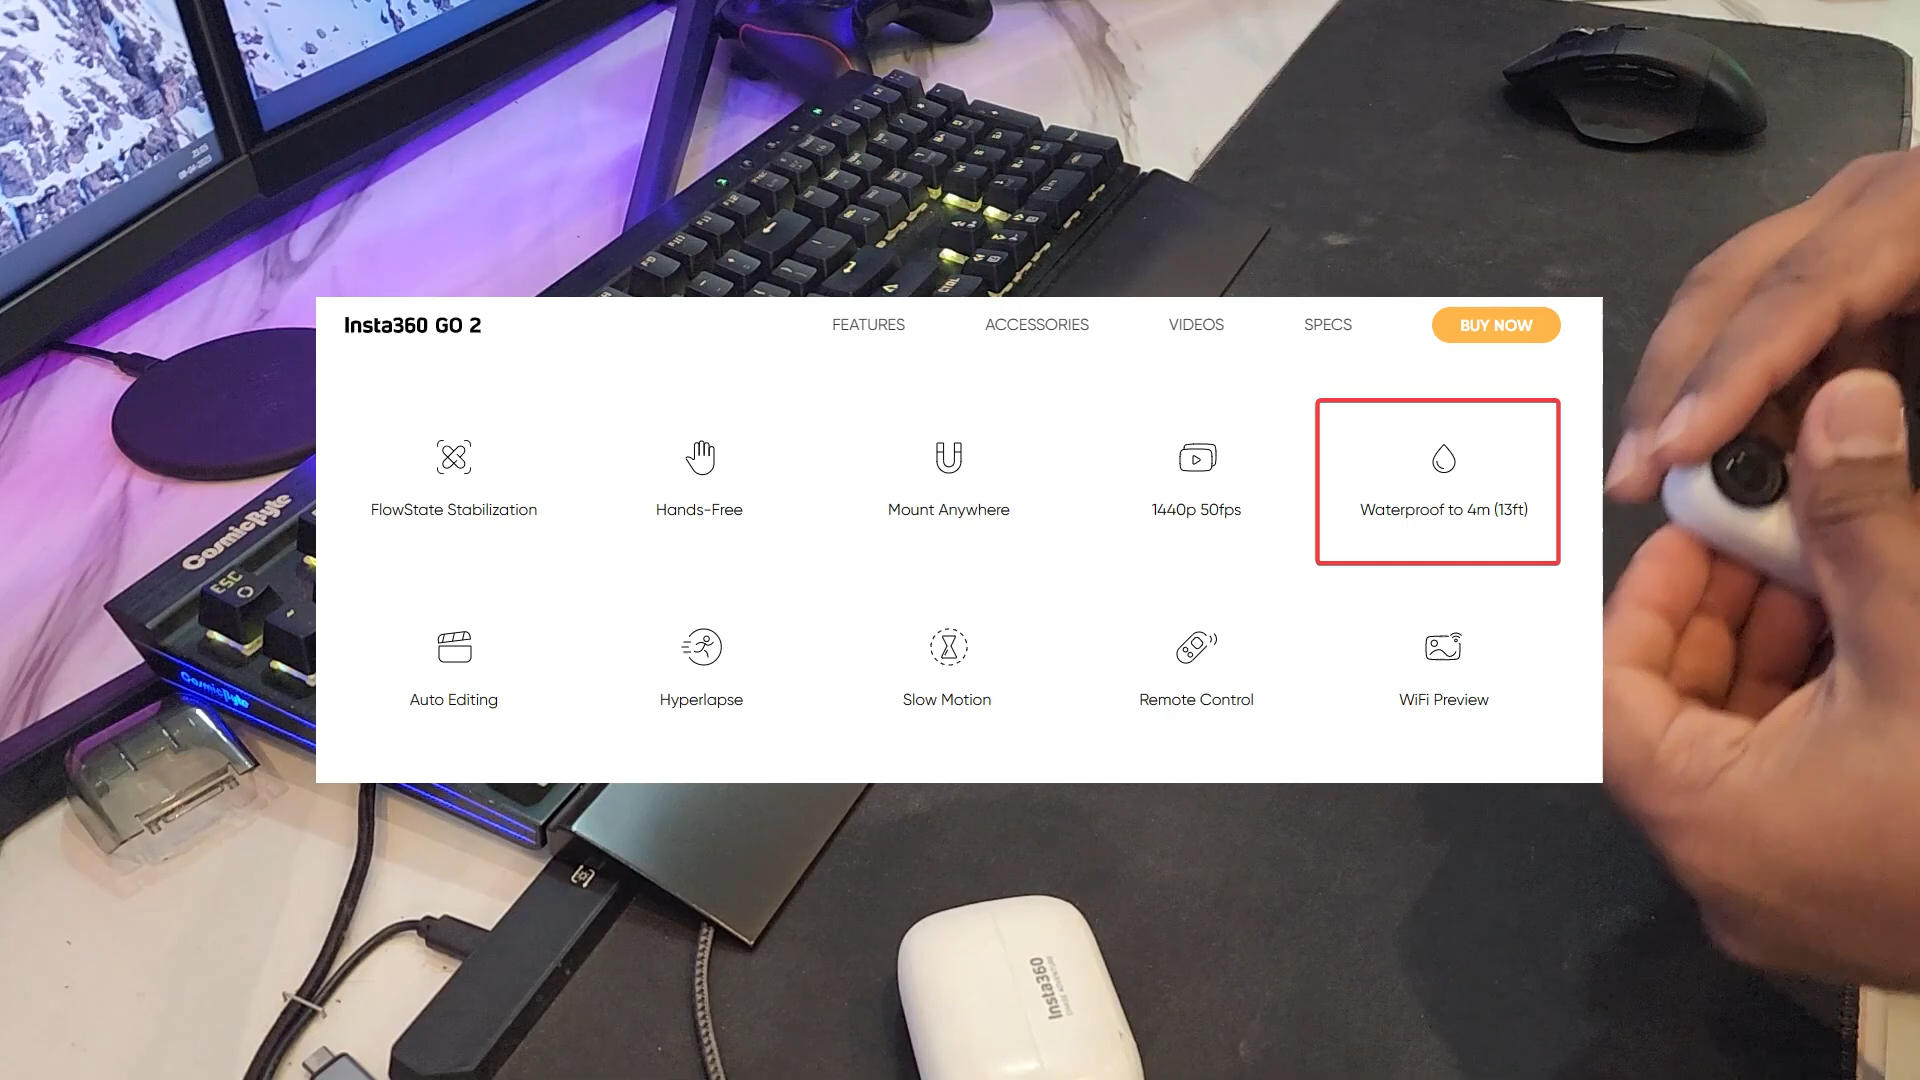 Insta360 GO 2
FEATURES
ACCESSORIES
VIDEOS
SPECS
BUY NOW
FlowState Stabilization
Hands-Free
Mount Anywhere
1440p 50fps
Waterproof to 4m (13ft)
Auto Editing
Hyperlapse
Slow Motion
Remote Control
WiFi Preview
CosmicByte
ESC
CosmicByte
Insta360